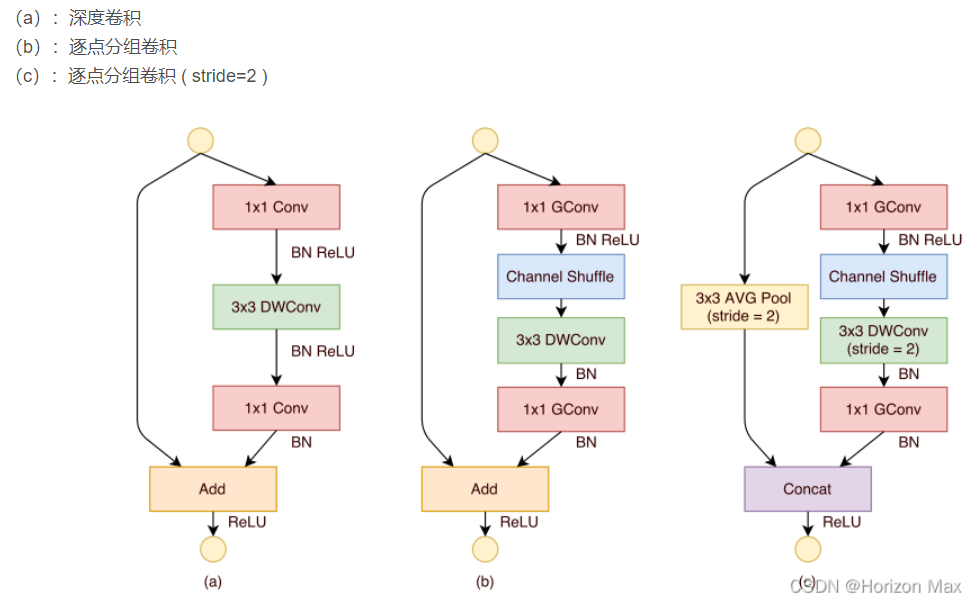 （a）：深度卷积
（b）：逐点分组卷积
（c）：逐点分组卷积 ( stride=2 )
1x1 Conv
BN ReLU
3x3 DWConv
BN ReLU
1x1 Conv
BN
Add
ReLU
(a)
1x1 GConv
BN ReLU
Channel Shuffle
3x3 DWConv
BN
1x1 GConv
BN
Add
ReLU
(b)
3x3 AVG Pool
(stride = 2)
1x1 GConv
BN ReLU
Channel Shuffle
3x3 DWConv
(stride = 2)
BN
1x1 GConv
BN
Concat
ReLU
(c)
CSDN @Horizon Max